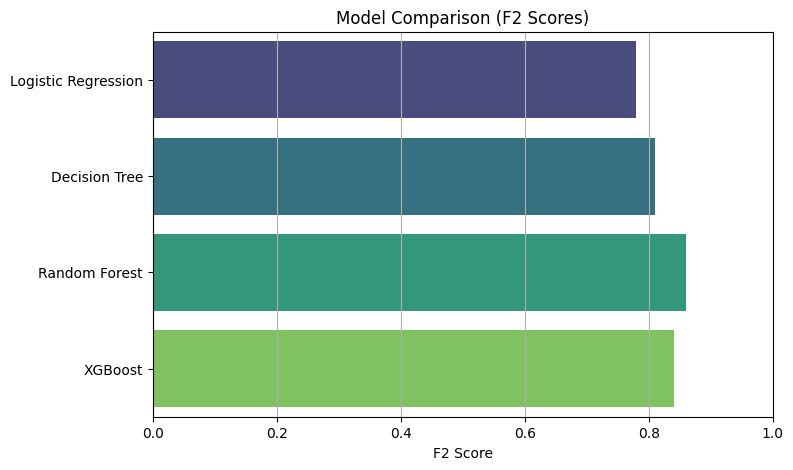 Model Comparison (F2 Scores)
Logistic Regression
Decision Tree
Random Forest
XGBoost
0.0 0.2 0.4 0.6 0.8 1.0
F2 Score